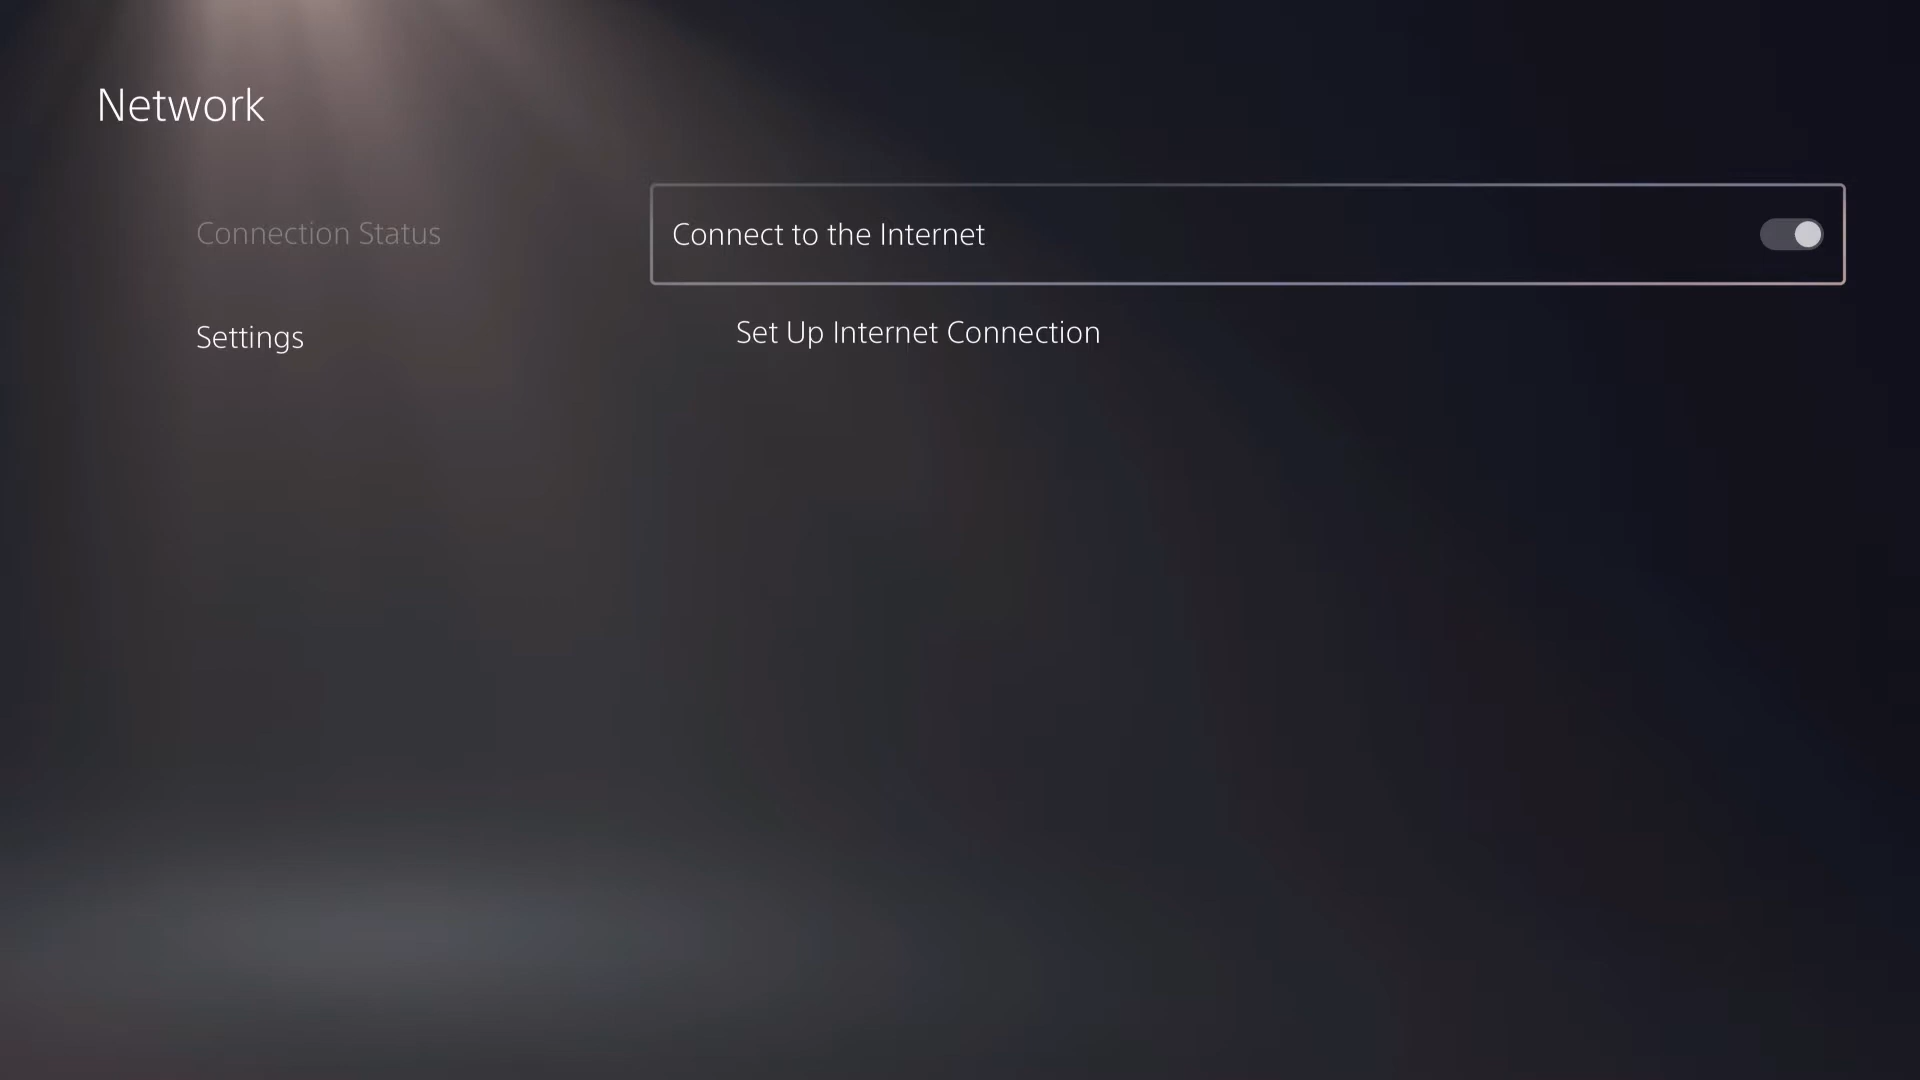 Network
Connection Status
Connect to the Internet
Settings
Set Up Internet Connection